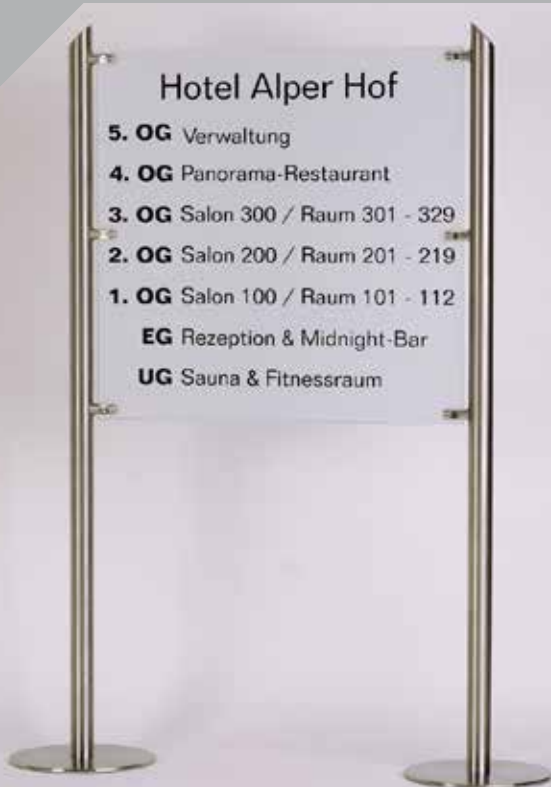 Hotel Alper Hof
5. OG Verwaltung
4. OG Panorama-Restaurant
3. OG Salon 300 / Raum 301 - 329
2. OG Salon 200 / Raum 201 - 219
1. OG Salon 100 / Raum 101 - 112
EG Rezeption & Midnight-Bar
UG Sauna & Fitnessraum